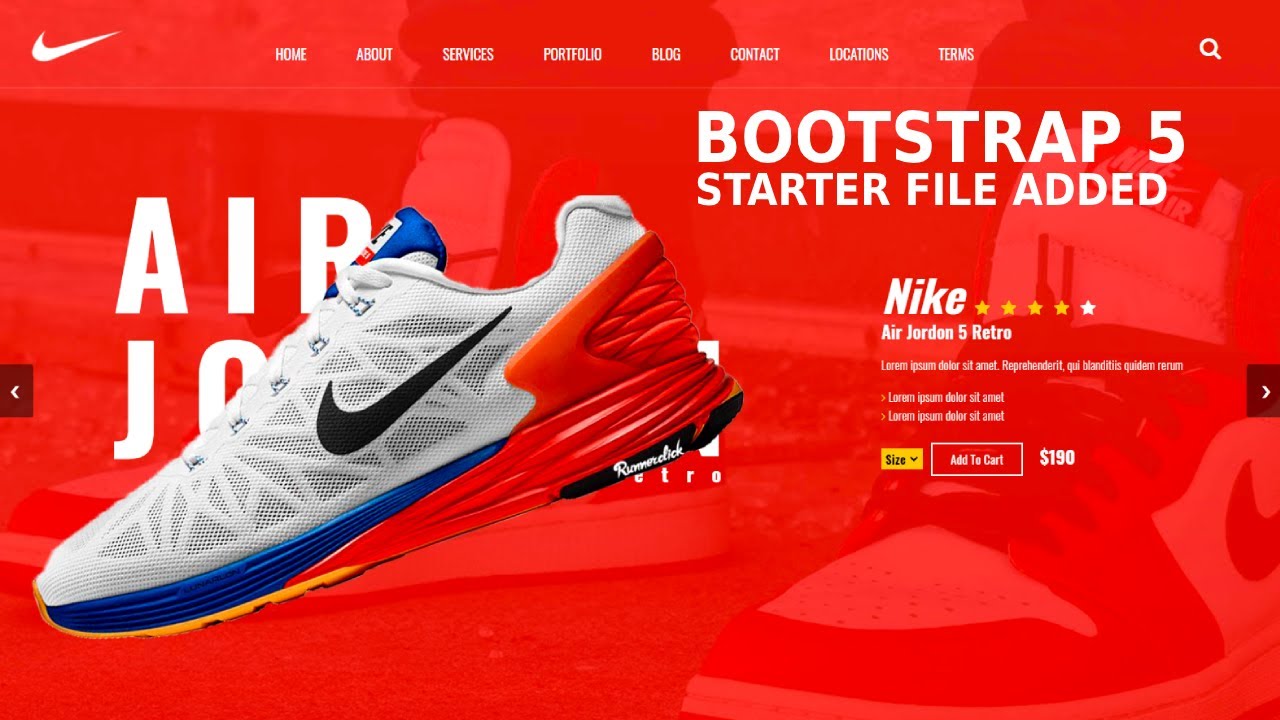 HOME ABOUT SERVICES PORTFOLIO BLOG CONTACT LOCATIONS TERMS
BOOTSTRAP 5
STARTER FILE ADDED
NIKE
AIR
AIR
Nike
Air Jordon 5 Retro
Lorem ipsum dolor sit amet. Reprehenderit, qui blanditiis quidem rerum
› Lorem ipsum dolor sit amet
› Lorem ipsum dolor sit amet
Size Add To Cart $190
JO N
Runnerclick
etro